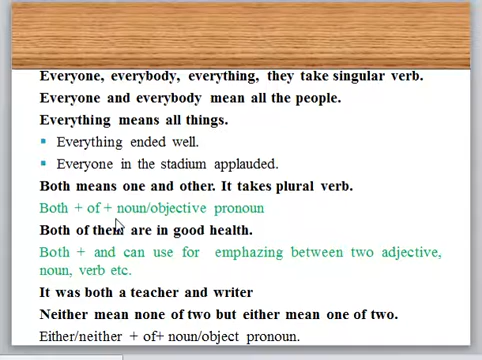 Everyone, everybody, everything, they take singular verb.
Everyone and everybody mean all the people.
Everything means all things.
Everything ended well.
Everyone in the stadium applauded.
Both means one and other. It takes plural verb.
Both + of + noun/objective pronoun
Both of them are in good health.
Both + and can use for emphazing between two adjective,
noun, verb etc.
It was both a teacher and writer
Neither mean none of two but either mean one of two.
Either/neither + of+ noun/object pronoun.